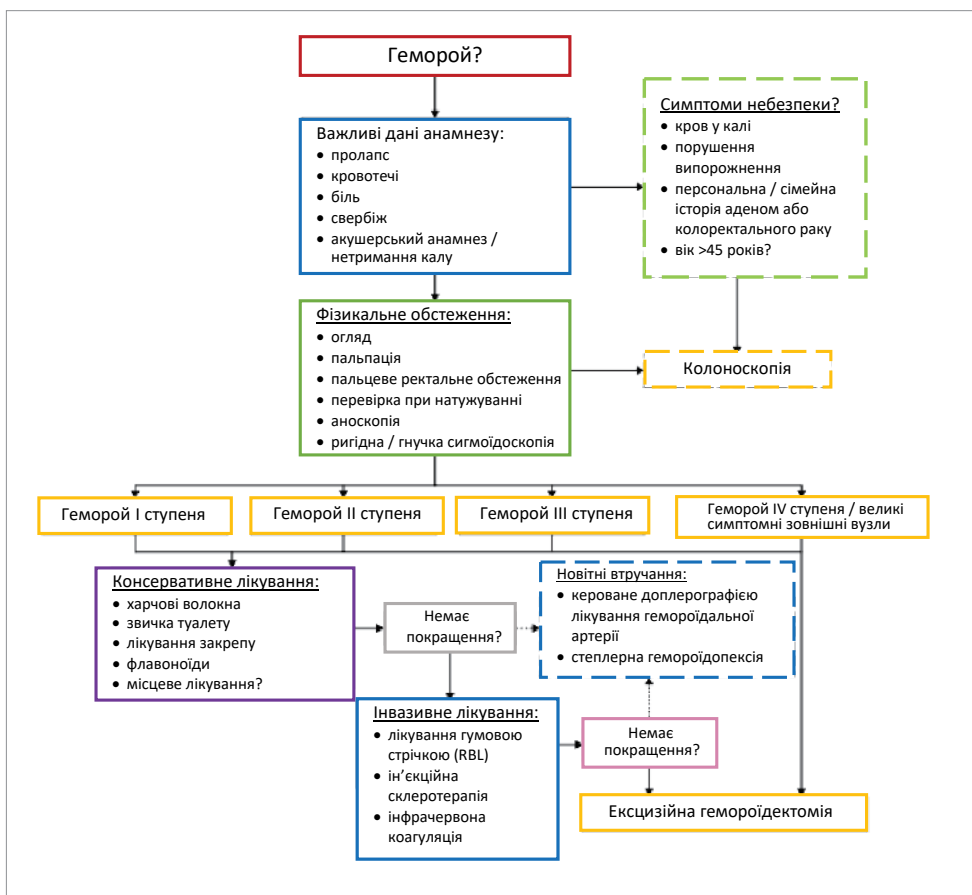 Геморой?
Важливі дані анамнезу:
• пролапс
• кровотечі
• біль
• свербіж
• акушерський анамнез /
нетримання калу
Симптоми небезпеки?
• кров у калі
• порушення
випорожнення
• персональна / сімейна
історія аденом або
колоректального раку
• вік >45 років?
Фізикальне обстеження:
• огляд
• пальпація
• пальцеве ректальне обстеження
• перевірка при натужуванні
• аноскопія
• ригідна / гнучка сигмоїдоскопія
Колоноскопія
Геморой I ступеня
Геморой II ступеня
Геморой III ступеня
Геморой IV ступеня / великі
симптомні зовнішні вузли
Консервативне лікування:
• харчові волокна
• звичка туалету
• лікування закрепу
• флавоноїди
• місцеве лікування?
Немає
покращення?
Новітні втручання:
• кероване доплерографією
лікування гемороїдальної
артерії
• степлерна гемороїдопексія
Інвазивне лікування:
• лікування гумовою
стрічкою (RBL)
• ін’єкційна
склеротерапія
• інфрачервона
коагуляція
Немає
покращення?
Ексцизійна гемороїдектомія